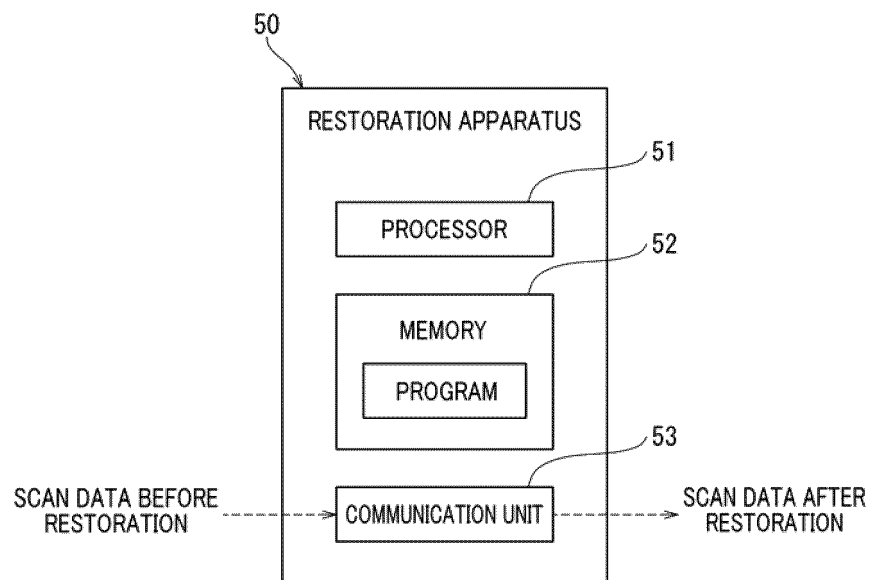 50
RESTORATION APPARATUS
51
PROCESSOR
52
MEMORY
PROGRAM
53
SCAN DATA BEFORE
RESTORATION
COMMUNICATION UNIT
SCAN DATA AFTER
RESTORATION